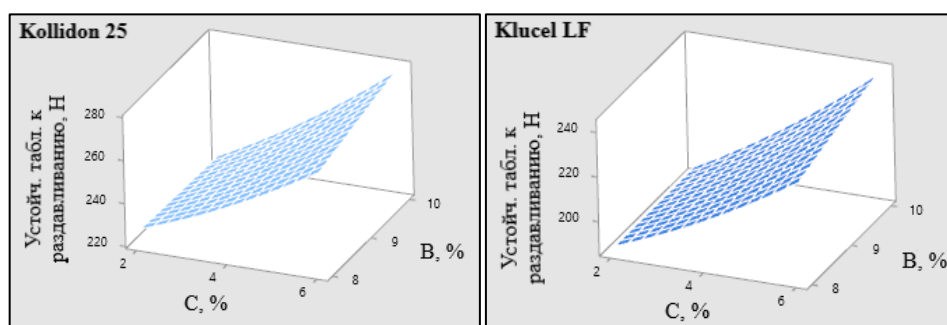 Kollidon 25
Устойч. табл. к
раздавливанию, Н
280
260
240
220
2
4
6
C, %
8
9
10
B, %
Klucel LF
Устойч. табл. к
раздавливанию, Н
240
220
200
2
4
6
C, %
8
9
10
B, %